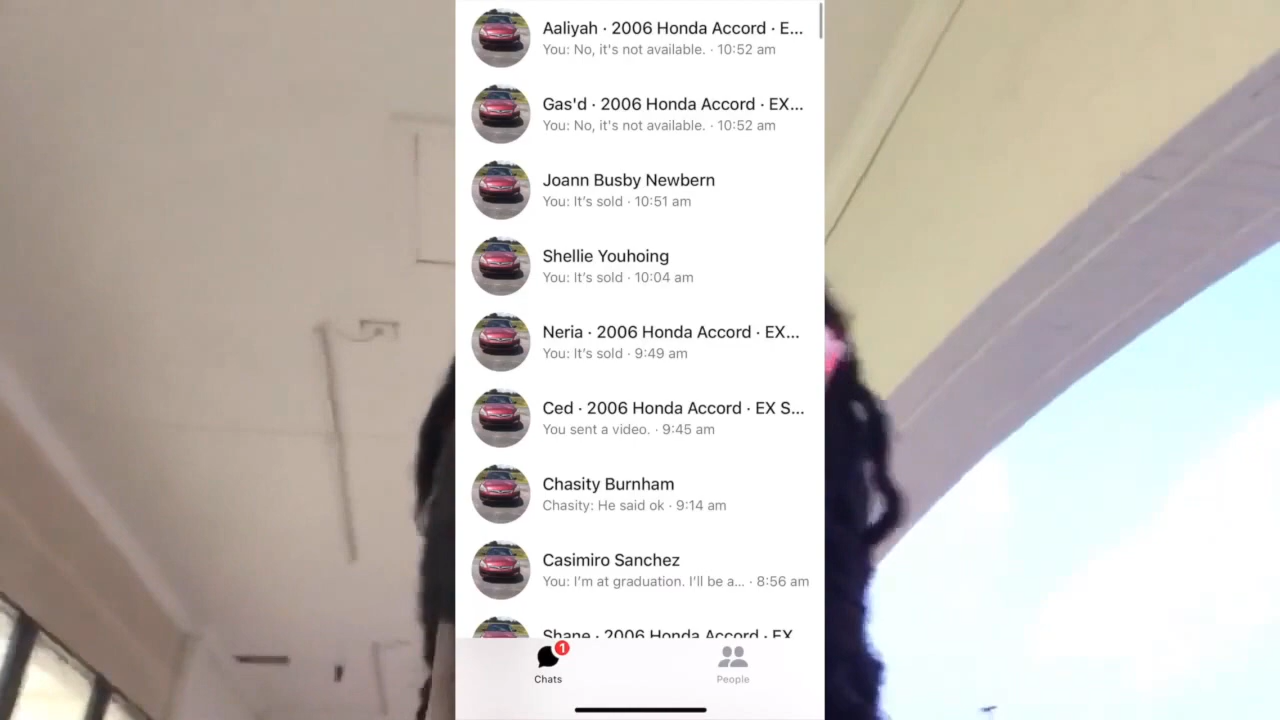 Aaliyah · 2006 Honda Accord · E...
You: No, it's not available. · 10:52 am
Gas'd · 2006 Honda Accord · EX...
You: No, it's not available. · 10:52 am
Joann Busby Newbern
You: It’s sold · 10:51 am
Shellie Youhoing
You: It’s sold · 10:04 am
Neria · 2006 Honda Accord · EX...
You: It’s sold · 9:49 am
Ced · 2006 Honda Accord · EX S...
You sent a video. · 9:45 am
Chasity Burnham
Chasity: He said ok · 9:14 am
Casimiro Sanchez
You: I’m at graduation. I’ll be a... · 8:56 am
Shane · 2006 Honda Accord · EX
1
Chats
People